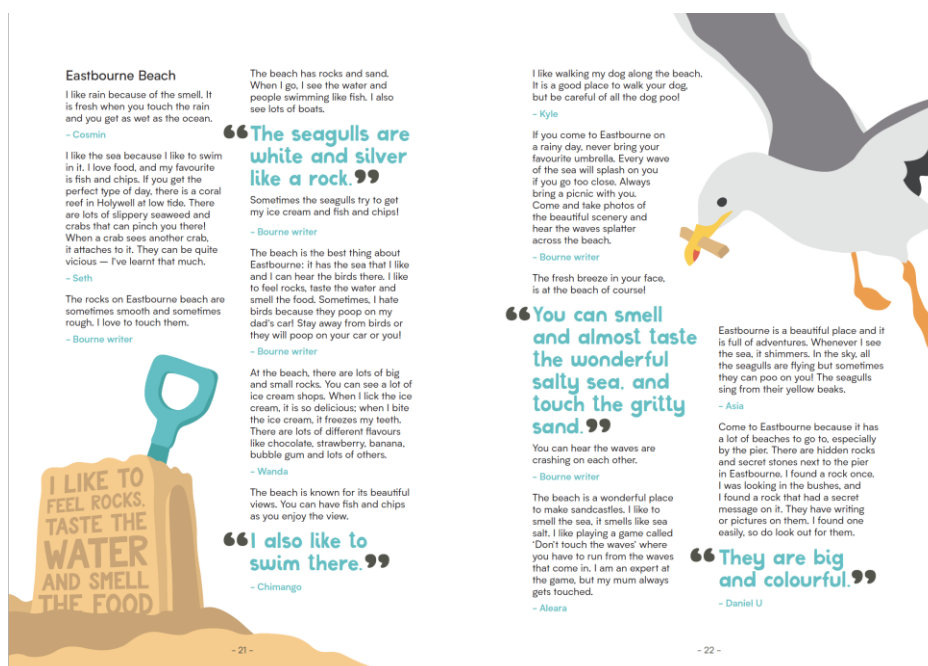 Eastbourne Beach
I like rain because of the smell. It
is fresh when you touch the rain
and you get as wet as the ocean.
– Cosmin
I like the sea because I like to swim
in it. I love food, and my favourite
is fish and chips. If you get the
perfect type of day, there is a coral
reef in Holywell at low tide. There
are lots of slippery seaweed and
crabs that can pinch you there!
When a crab sees another crab,
it attaches to it. They can be quite
vicious – I've learnt that much.
– Seth
The rocks on Eastbourne beach are
sometimes smooth and sometimes
rough. I love to touch them.
– Bourne writer
I LIKE TO
FEEL ROCKS,
TASTE THE
WATER
AND SMELL
THE FOOD
The beach has rocks and sand.
When I go, I see the water and
people swimming like fish. I also
see lots of boats.
“The seagulls are
white and silver
like a rock.”
Sometimes the seagulls try to get
my ice cream and fish and chips!
– Bourne writer
The beach is the best thing about
Eastbourne: it has the sea that I like
and I can hear the birds there. I like
to feel rocks, taste the water and
smell the food. Sometimes, I hate
birds because they poop on my
dad's car! Stay away from birds or
they will poop on your car or you!
– Bourne writer
At the beach, there are lots of big
and small rocks. You can see a lot of
ice cream shops. When I lick the ice
cream, it is so delicious; when I bite
the ice cream, it freezes my teeth.
There are lots of different flavours
like chocolate, strawberry, banana,
bubble gum and lots of others.
– Wanda
The beach is known for its beautiful
views. You can have fish and chips
as you enjoy the view.
“I also like to
swim there.”
– Chimango
– 21 –
I like walking my dog along the beach.
It is a good place to walk your dog,
but be careful of all the dog poo!
– Kyle
If you come to Eastbourne on
a rainy day, never bring your
favourite umbrella. Every wave
of the sea will splash on you
if you go too close. Always
bring a picnic with you.
Come and take photos of
the beautiful scenery and
hear the waves splatter
across the beach.
– Bourne writer
The fresh breeze in your face,
is at the beach of course!
“You can smell
and almost taste
the wonderful
salty sea, and
touch the gritty
sand.”
You can hear the waves are
crashing on each other.
– Bourne writer
The beach is a wonderful place
to make sandcastles. I like to
smell the sea, it smells like sea
salt. I like playing a game called
‘Don't touch the waves’ where
you have to run from the waves
that come in. I am an expert at
the game, but my mum always
gets touched.
– Aleara
Eastbourne is a beautiful place and it
is full of adventures. Whenever I see
the sea, it shimmers. In the sky, all
the seagulls are flying but sometimes
they can poo on you! The seagulls
sing from their yellow beaks.
– Asia
Come to Eastbourne because it has
a lot of beaches to go to, especially
by the pier. There are hidden rocks
and secret stones next to the pier
in Eastbourne. I found a rock once.
I was looking in the bushes, and
I found a rock that had a secret
message on it. They have writing
or pictures on them. I found one
easily, so do look out for them.
“They are big
and colourful.”
– Daniel U
– 22 –